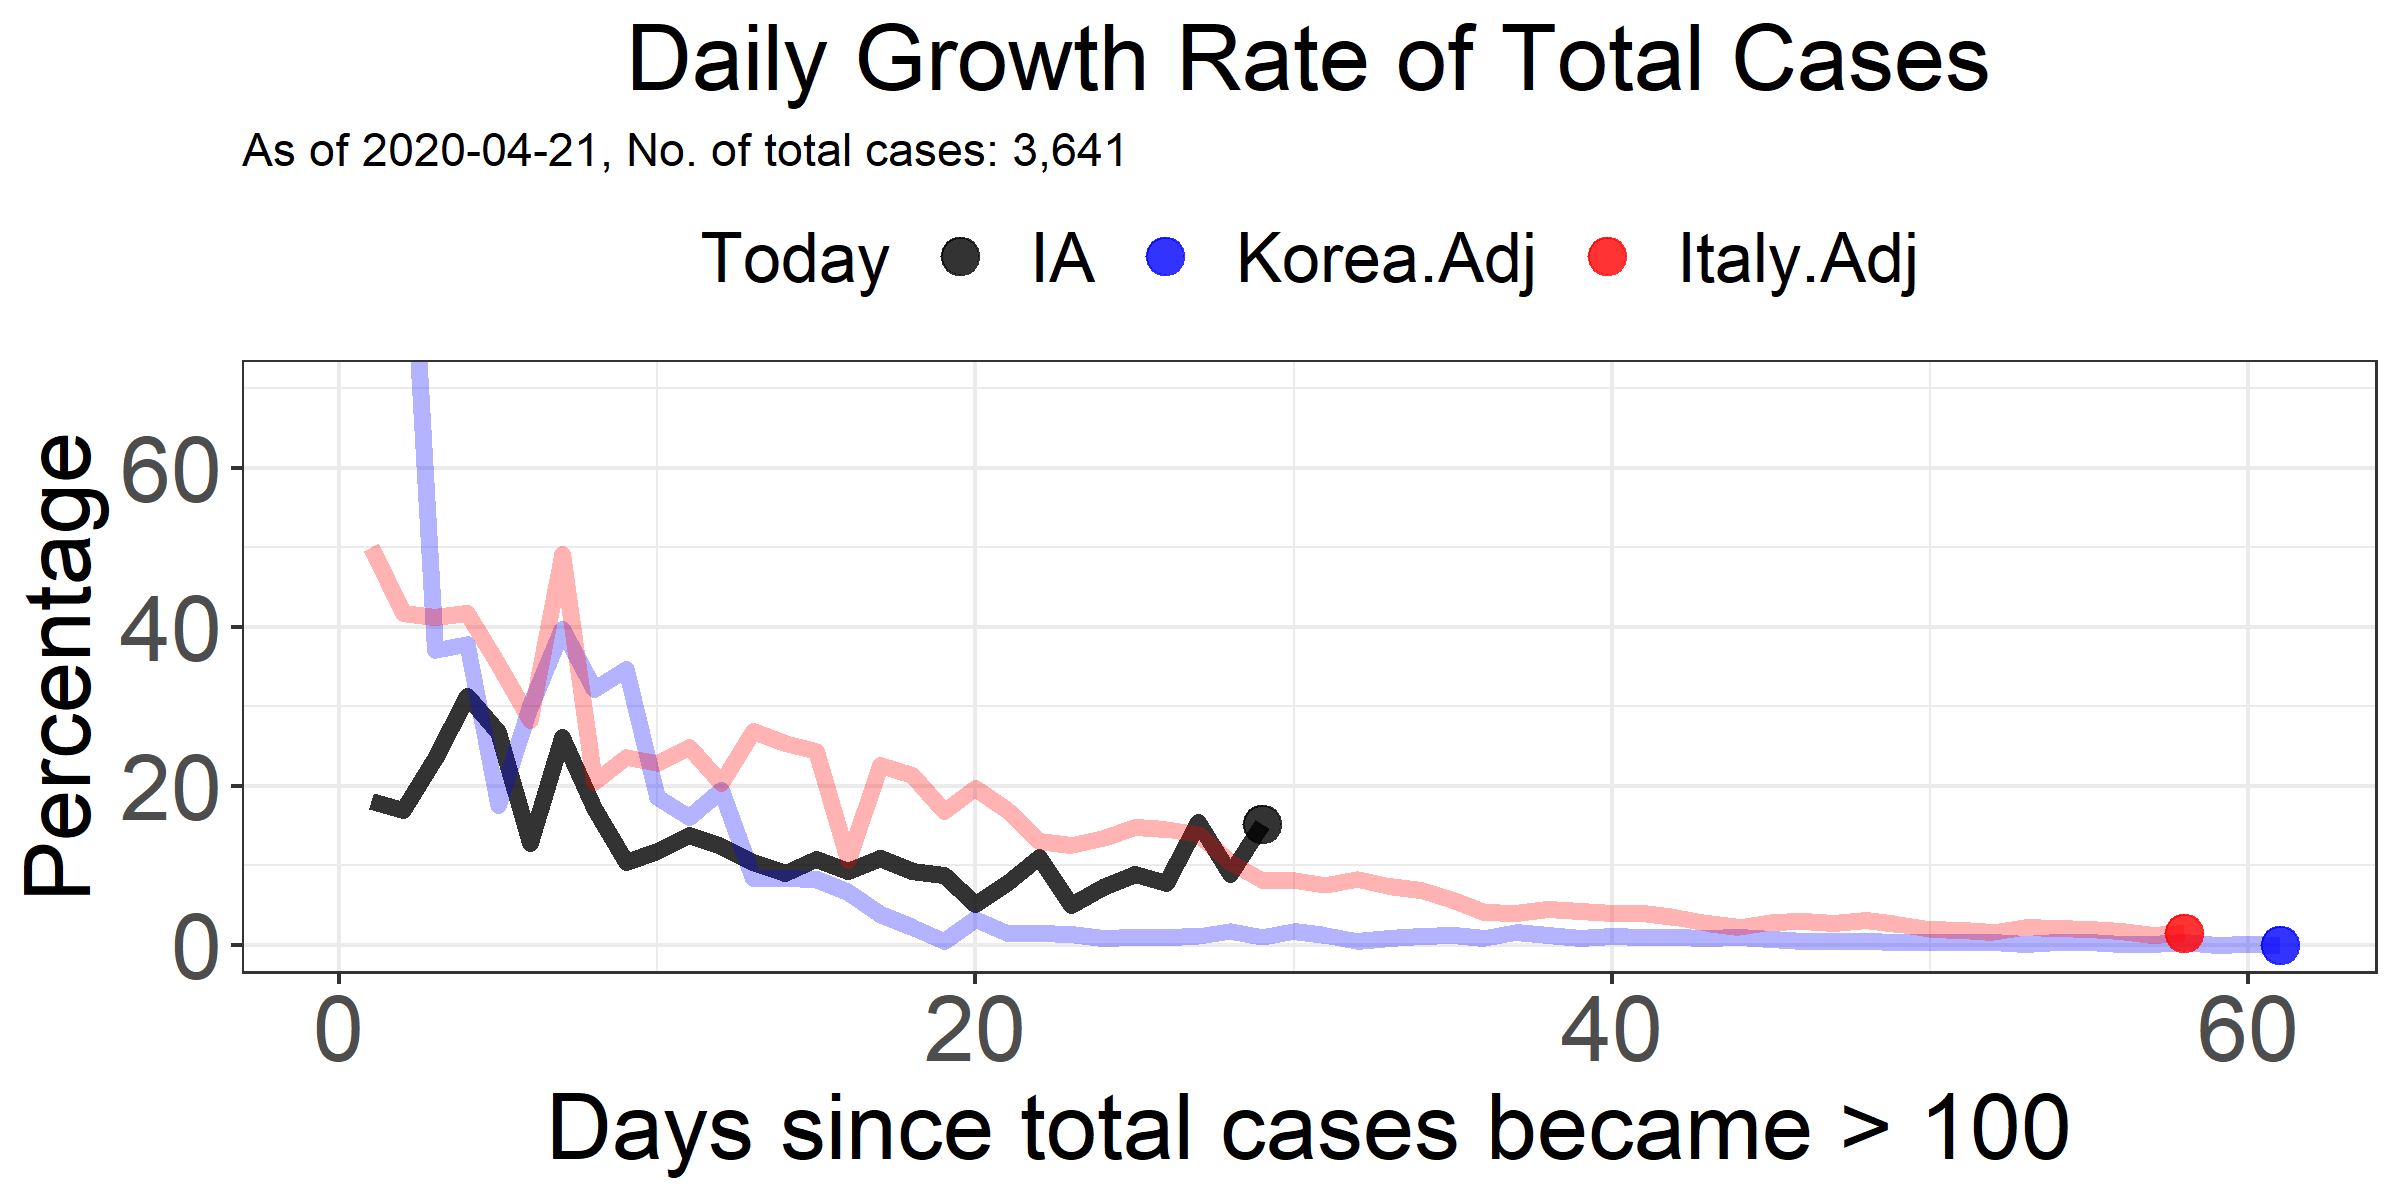 Daily Growth Rate of Total Cases
As of 2020-04-21, No. of total cases: 3,641
Today IA Korea.Adj Italy.Adj
Percentage
60
40
20
0
0 20 40 60
Days since total cases became > 100